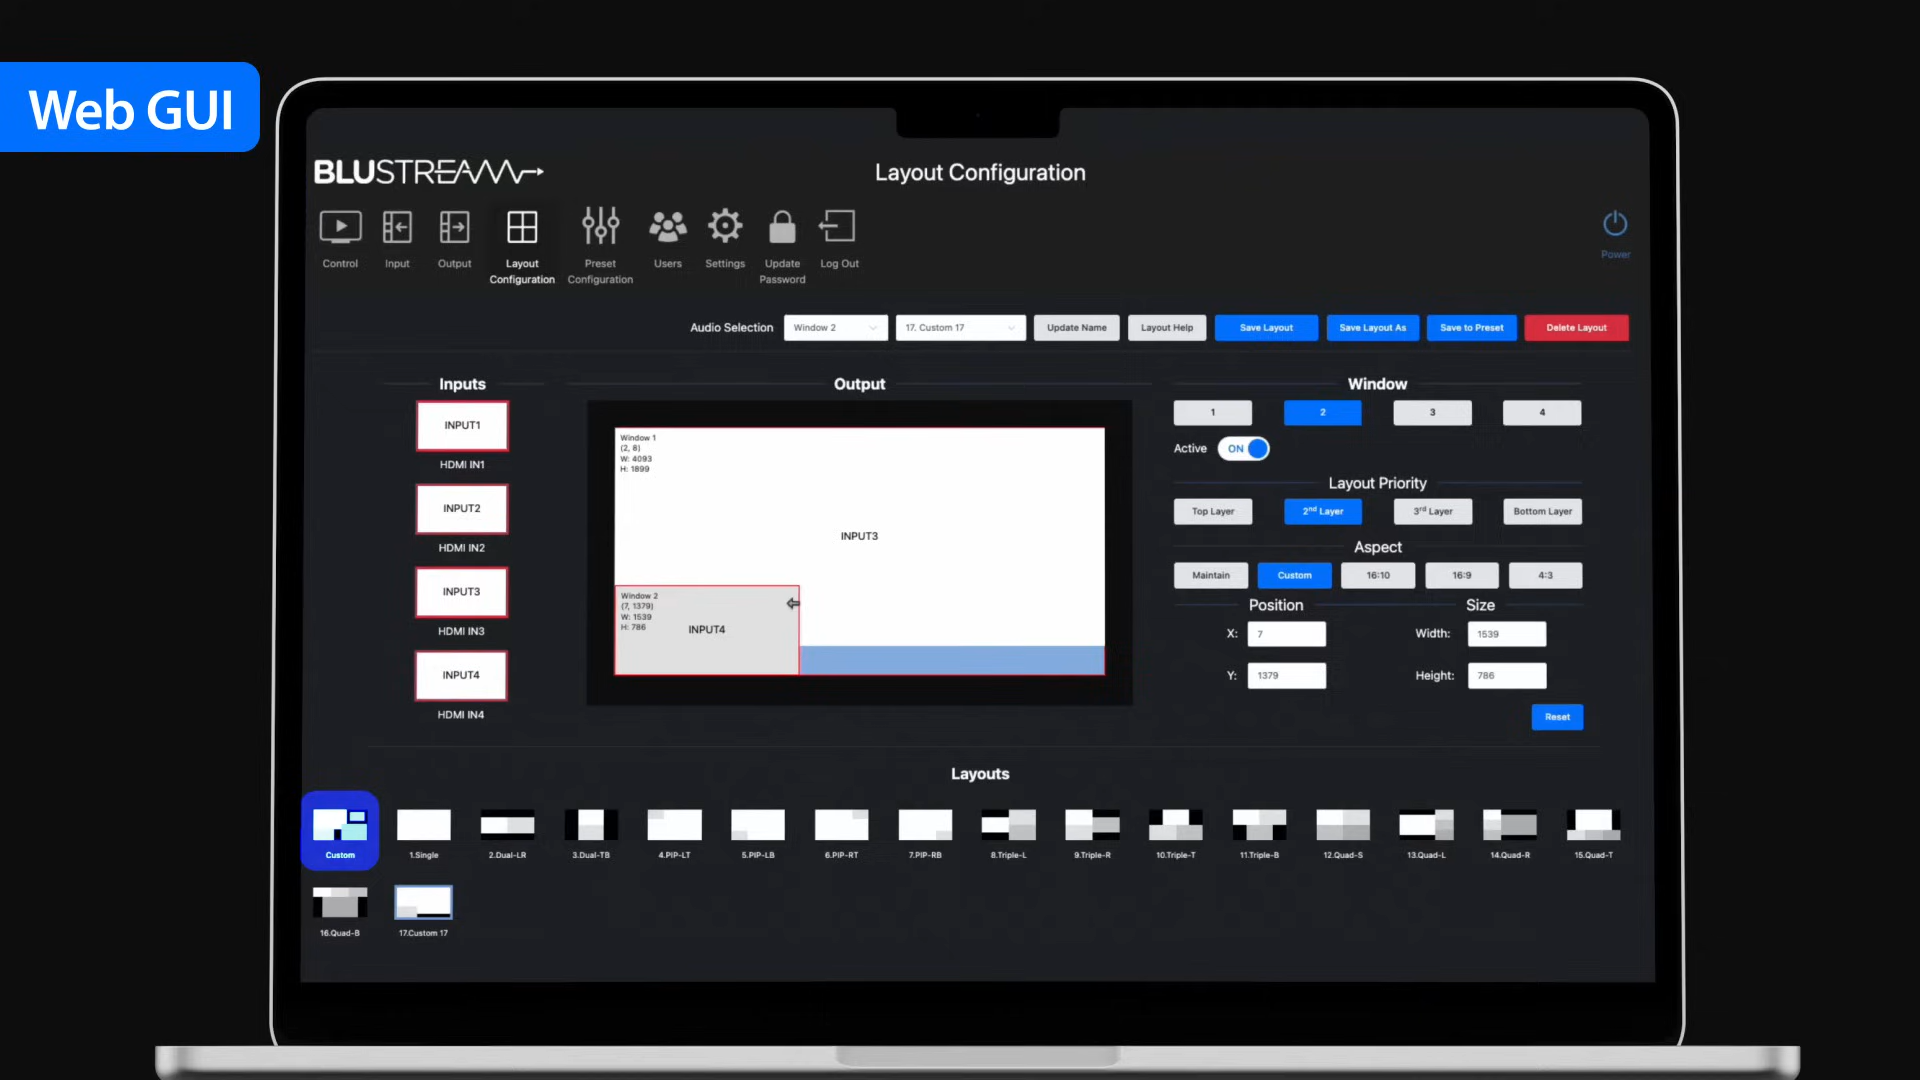 Web GUI
BLUSTREAM
Layout Configuration
Control
Input
Output
Layout Configuration
Preset Configuration
Users
Settings
Update Password
Log Out
Power
Audio Selection
Window 2
17. Custom 17
Update Name
Layout Help
Save Layout
Save Layout As
Save to Preset
Delete Layout
Inputs
INPUT1
HDMI IN1
INPUT2
HDMI IN2
INPUT3
HDMI IN3
INPUT4
HDMI IN4
Output
Window 1
(2, 8)
W: 4093
H: 1899
INPUT3
Window 2
(7, 1379)
W: 1539
H: 786
INPUT4
Window
1
2
3
4
Active
ON
Layout Priority
Top Layer
2nd Layer
3rd Layer
Bottom Layer
Aspect
Maintain
Custom
16:10
16:9
4:3
Position
Size
X:
7
Width:
1539
Y:
1379
Height:
786
Reset
Layouts
Custom
1.Single
2.Dual-LR
3.Dual-TB
4.PIP-LT
5.PIP-LB
6.PIP-RT
7.PIP-RB
8.Triple-L
9.Triple-R
10.Triple-T
11.Triple-B
12.Quad-S
13.Quad-L
14.Quad-R
15.Quad-T
16.Quad-B
17.Custom 17